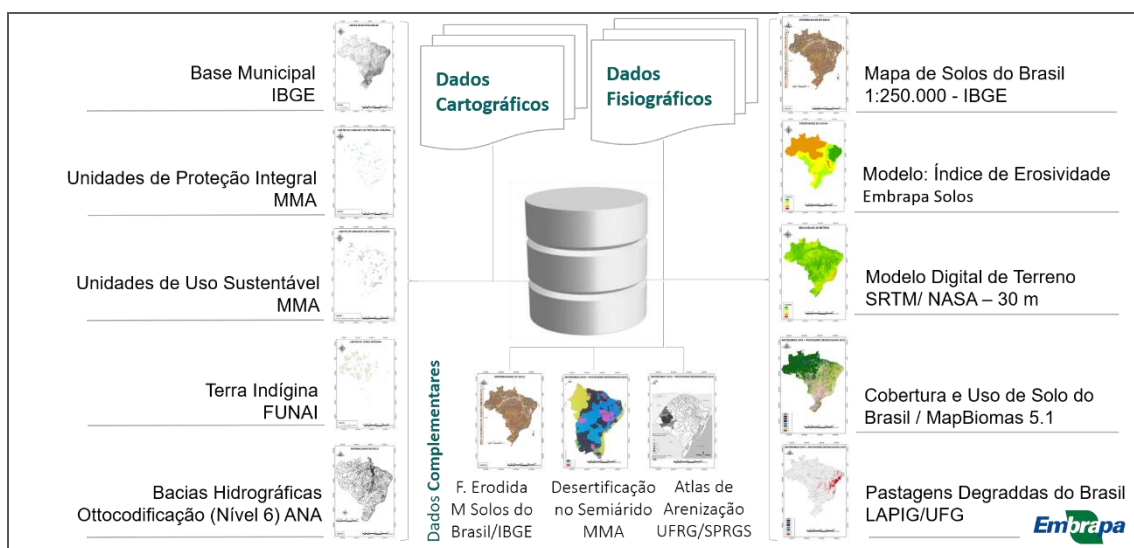 Base Municipal
IBGE
Unidades de Proteção Integral
MMA
Unidades de Uso Sustentável
MMA
Terra Indígina
FUNAI
Bacias Hidrográficas
Ottocodificação (Nível 6) ANA
Dados
Cartográficos
Dados
Fisiográficos
Dados Complementares
F. Erodida
M Solos do
Brasil/IBGE
Desertificação
no Semiárido
MMA
Atlas de
Arenização
UFRG/SPRGS
Mapa de Solos do Brasil
1:250.000 - IBGE
Modelo: Índice de Erosividade
Embrapa Solos
Modelo Digital de Terreno
SRTM/ NASA – 30 m
Cobertura e Uso de Solo do
Brasil / MapBiomas 5.1
Pastagens Degraddas do Brasil
LAPIG/UFG
Embrapa